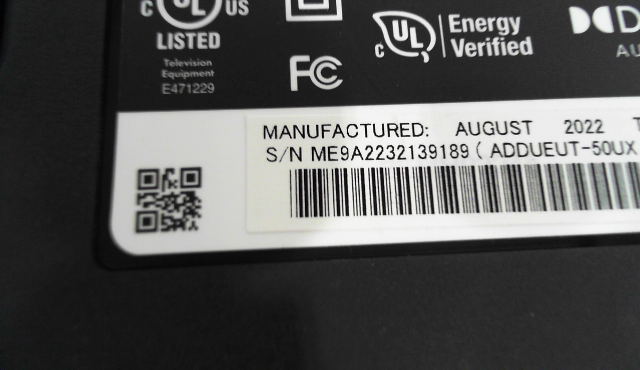 C UL US
LISTED
Television
Equipment
E471229
FC
C UL
Energy
Verified
MANUFACTURED: AUGUST 2022
S/N ME9A2232139189 ( ADDUEUT-50UX